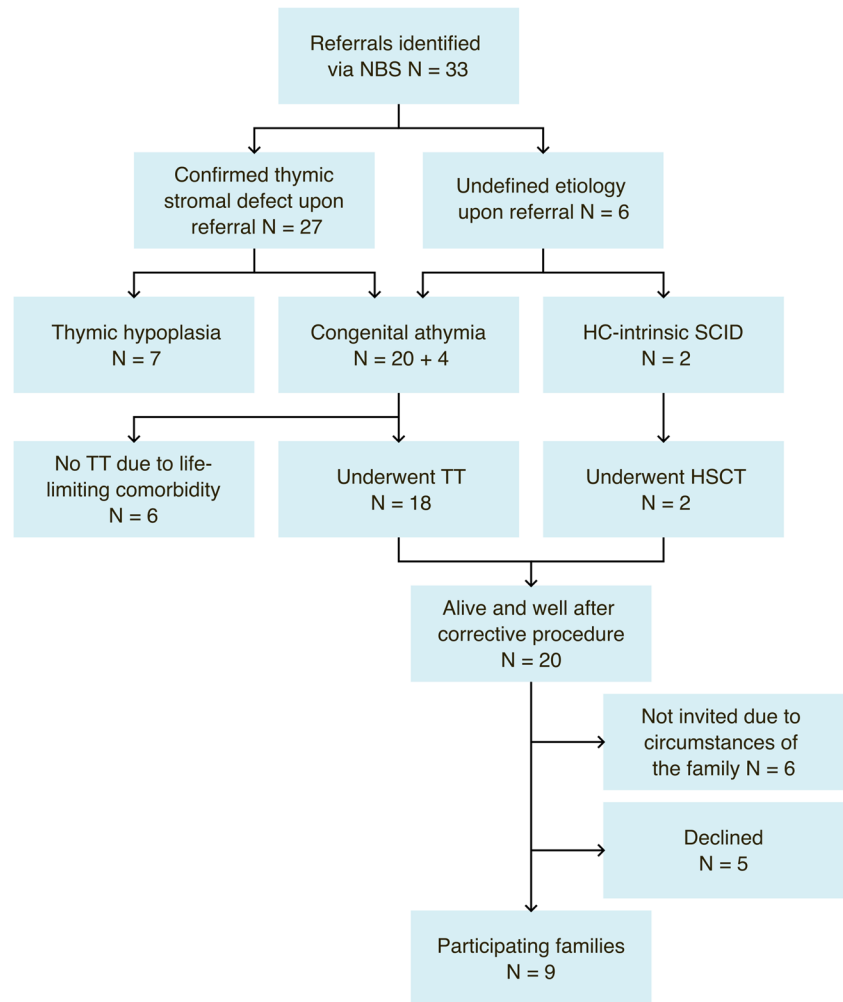 Referrals identified
via NBS N = 33
Confirmed thymic
stromal defect upon
referral N = 27
Undefined etiology
upon referral N = 6
Thymic hypoplasia
N = 7
Congenital athymia
N = 20 + 4
HC-intrinsic SCID
N = 2
No TT due to life-
limiting comorbidity
N = 6
Underwent TT
N = 18
Underwent HSCT
N = 2
Alive and well after
corrective procedure
N = 20
Not invited due to
circumstances of
the family N = 6
Declined
N = 5
Participating families
N = 9